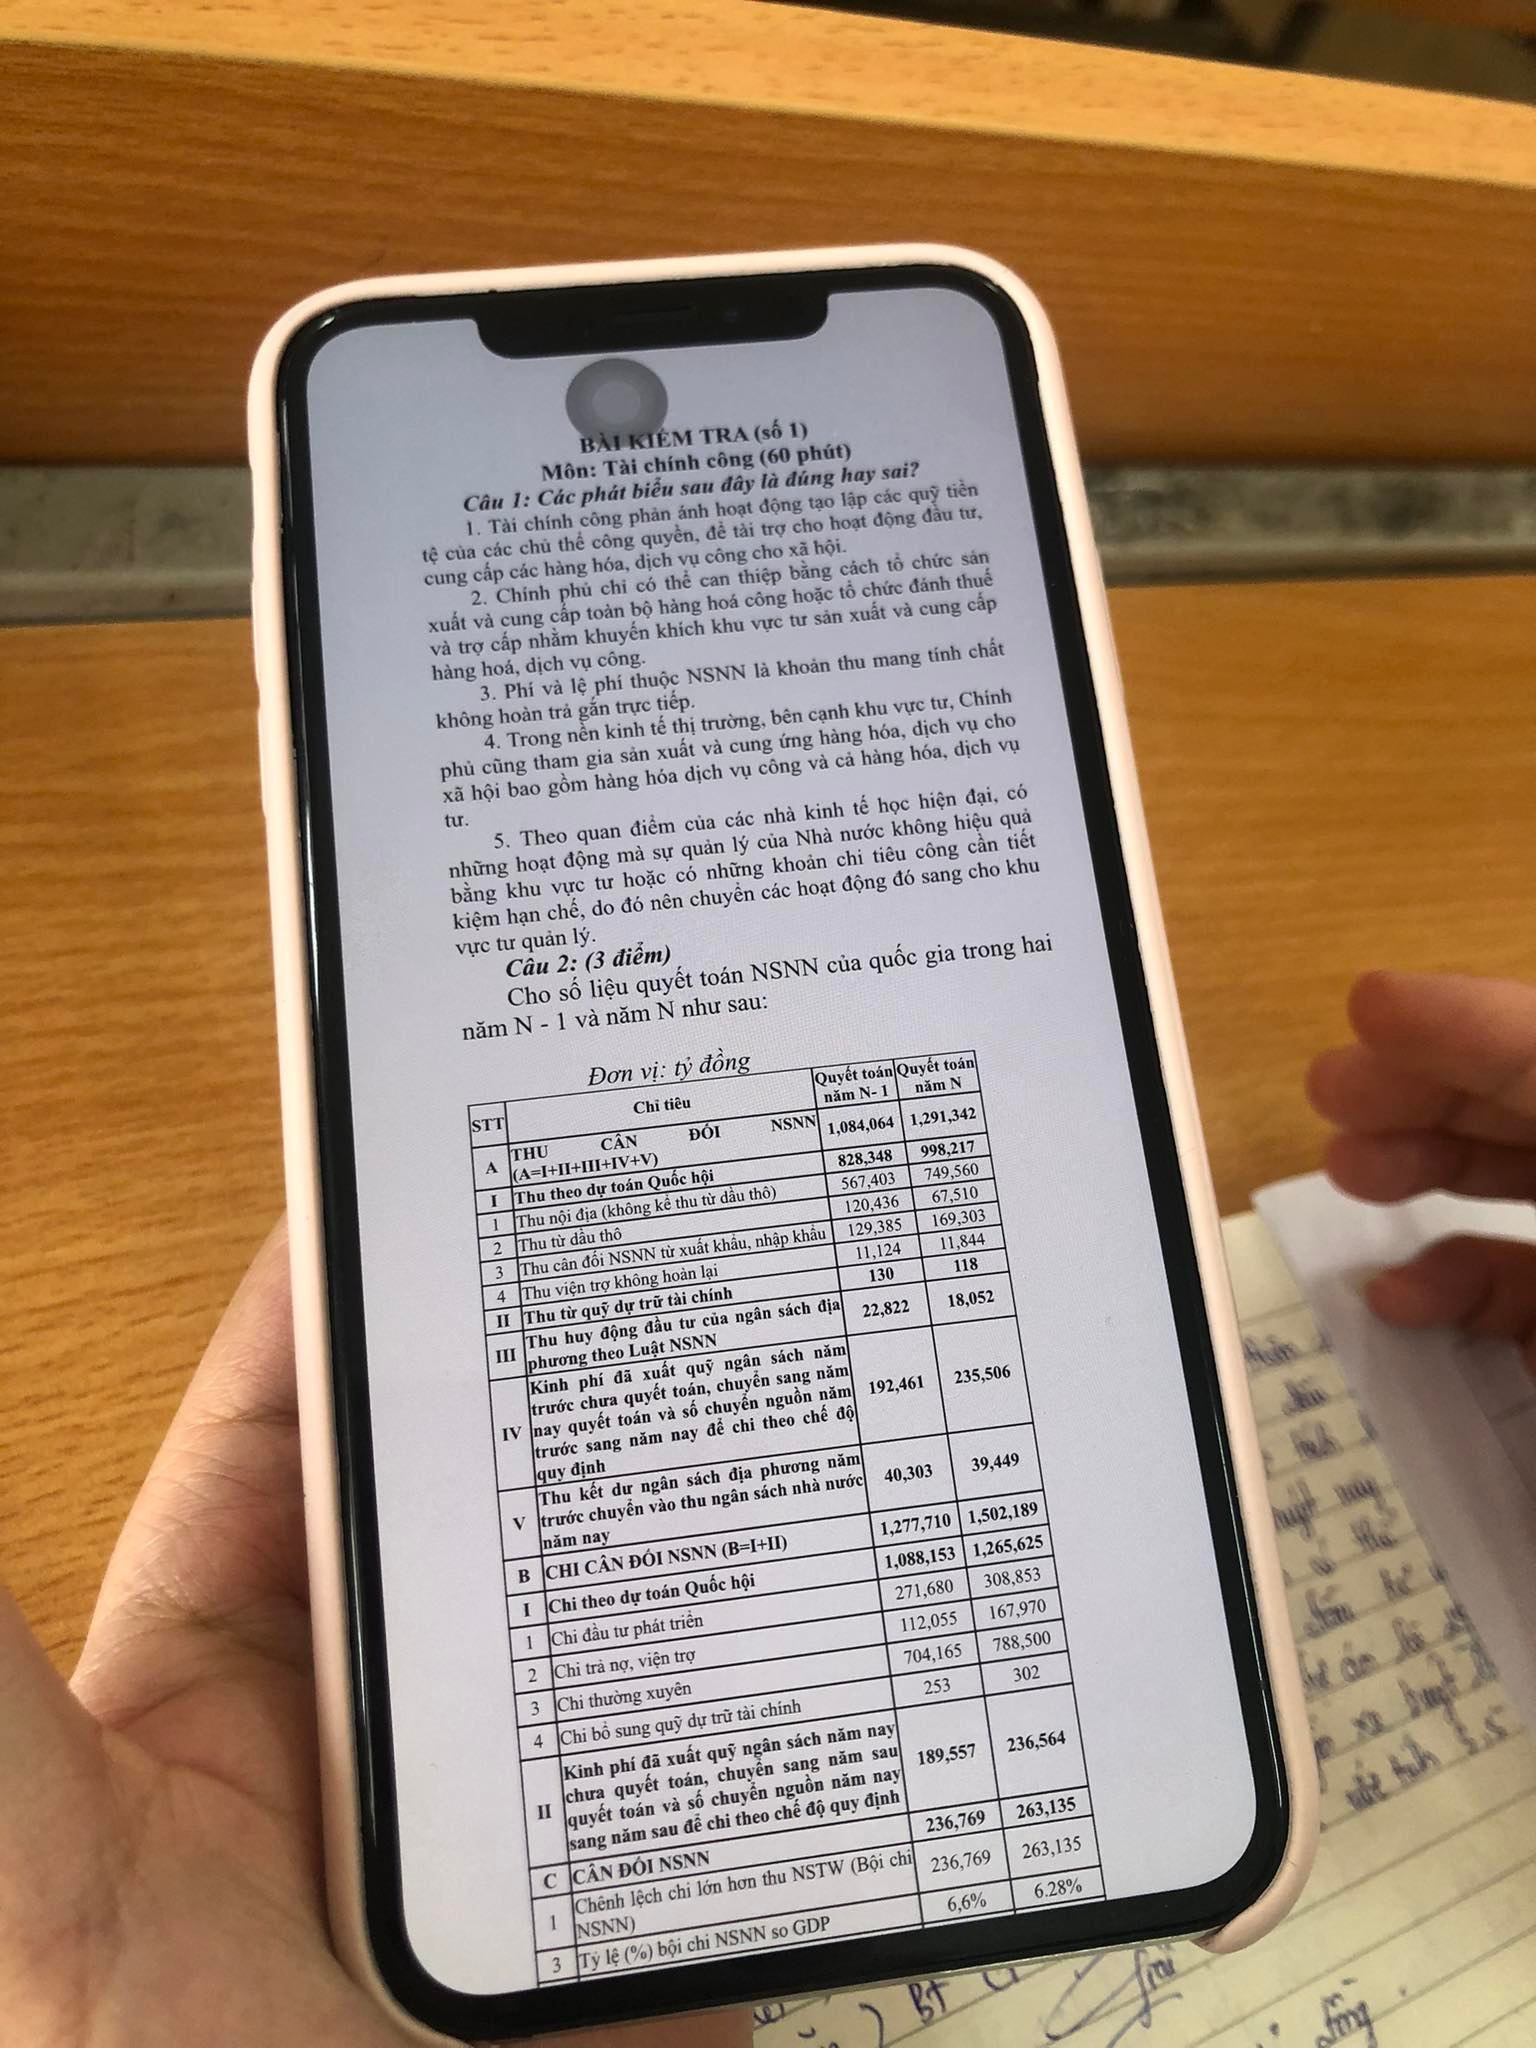 BÀI KIỂM TRA (số 1)
Môn: Tài chính công (60 phút)
Câu 1: Các phát biểu sau đây là đúng hay sai?
1. Tài chính công phản ánh hoạt động tạo lập các quỹ tiền
tệ của các chủ thể công quyền, để tài trợ cho hoạt động đầu tư,
cung cấp các hàng hóa, dịch vụ công cho xã hội.
2. Chính phủ chỉ có thể can thiệp bằng cách tổ chức sản
xuất và cung cấp toàn bộ hàng hoá công hoặc tổ chức đánh thuế
và trợ cấp nhằm khuyến khích khu vực tư sản xuất và cung cấp
hàng hoá, dịch vụ công.
3. Phí và lệ phí thuộc NSNN là khoản thu mang tính chất
không hoàn trả gắn trực tiếp.
4. Trong nền kinh tế thị trường, bên cạnh khu vực tư, Chính
phủ cũng tham gia sản xuất và cung ứng hàng hóa, dịch vụ cho
xã hội bao gồm hàng hóa dịch vụ công và cả hàng hóa, dịch vụ
tư.
5. Theo quan điểm của các nhà kinh tế học hiện đại, có
những hoạt động mà sự quản lý của Nhà nước không hiệu quả
bằng khu vực tư hoặc có những khoản chi tiêu công cần tiết
kiệm hạn chế, do đó nên chuyển các hoạt động đó sang cho khu
vực tư quản lý.
Câu 2: (3 điểm)
Cho số liệu quyết toán NSNN của quốc gia trong hai
năm N - 1 và năm N như sau:
Đơn vị: tỷ đồng
STT Chỉ tiêu Quyết toán năm N- 1 Quyết toán năm N
A THU CÂN ĐỐI NSNN (A=I+II+III+IV+V) 1,084,064 1,291,342
I Thu theo dự toán Quốc hội 828,348 998,217
1 Thu nội địa (không kể thu từ dầu thô) 567,403 749,560
2 Thu từ dầu thô 120,436 67,510
3 Thu cân đối NSNN từ xuất khẩu, nhập khẩu 129,385 169,303
4 Thu viện trợ không hoàn lại 11,124 11,844
II Thu từ quỹ dự trữ tài chính 130 118
III Thu huy động đầu tư của ngân sách địa
phương theo Luật NSNN 22,822 18,052
IV Kinh phí đã xuất quỹ ngân sách năm
trước chưa quyết toán, chuyển sang năm
nay quyết toán và số chuyển nguồn năm
trước sang năm nay để chi theo chế độ
quy định 192,461 235,506
V Thu kết dư ngân sách địa phương năm
trước chuyển vào thu ngân sách nhà nước
năm nay 40,303 39,449
B CHI CÂN ĐỐI NSNN (B=I+II) 1,277,710 1,502,189
I Chi theo dự toán Quốc hội 1,088,153 1,265,625
1 Chi đầu tư phát triển 271,680 308,853
2 Chi trả nợ, viện trợ 112,055 167,970
3 Chi thường xuyên 704,165 788,500
4 Chi bổ sung quỹ dự trữ tài chính 253 302
II Kinh phí đã xuất quỹ ngân sách năm nay
chưa quyết toán, chuyển sang năm sau
quyết toán và số chuyển nguồn năm nay
sang năm sau để chi theo chế độ quy định 189,557 236,564
C CÂN ĐỐI NSNN 236,769 263,135
1 Chênh lệch chi lớn hơn thu NSTW (Bội chi
NSNN) 236,769 263,135
3 Tỷ lệ (%) bội chi NSNN so GDP 6,6% 6.28%